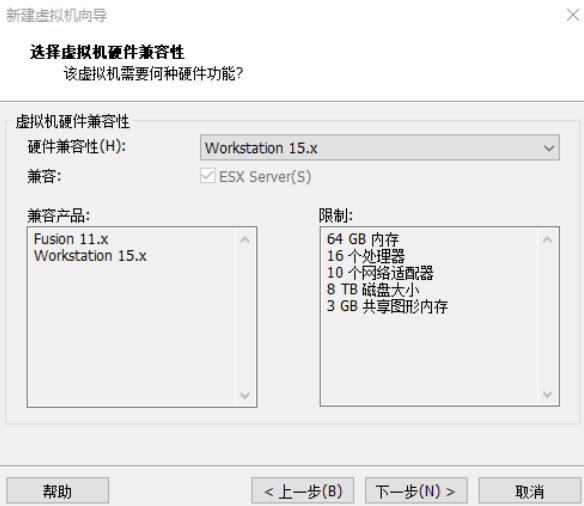 新建虚拟机向导
选择虚拟机硬件兼容性
该虚拟机需要何种硬件功能?
虚拟机硬件兼容性
硬件兼容性(H):
Workstation 15.x
兼容:
ESX Server(S)
兼容产品:
Fusion 11.x
Workstation 15.x
限制:
64 GB 内存
16 个处理器
10 个网络适配器
8 TB 磁盘大小
3 GB 共享图形内存
帮助
< 上一步(B)
下一步(N) >
取消